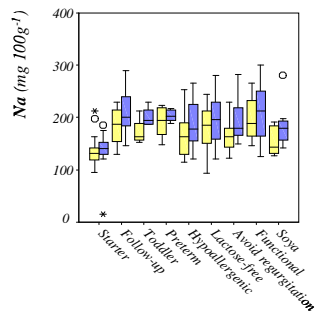 Na (mg 100g-1)
400
300
200
100
0
Starter
Follow-up
Toddler
Preterm
Hypoallergenic
Lactose-free
Avoid regurgitation
Functional
Soya